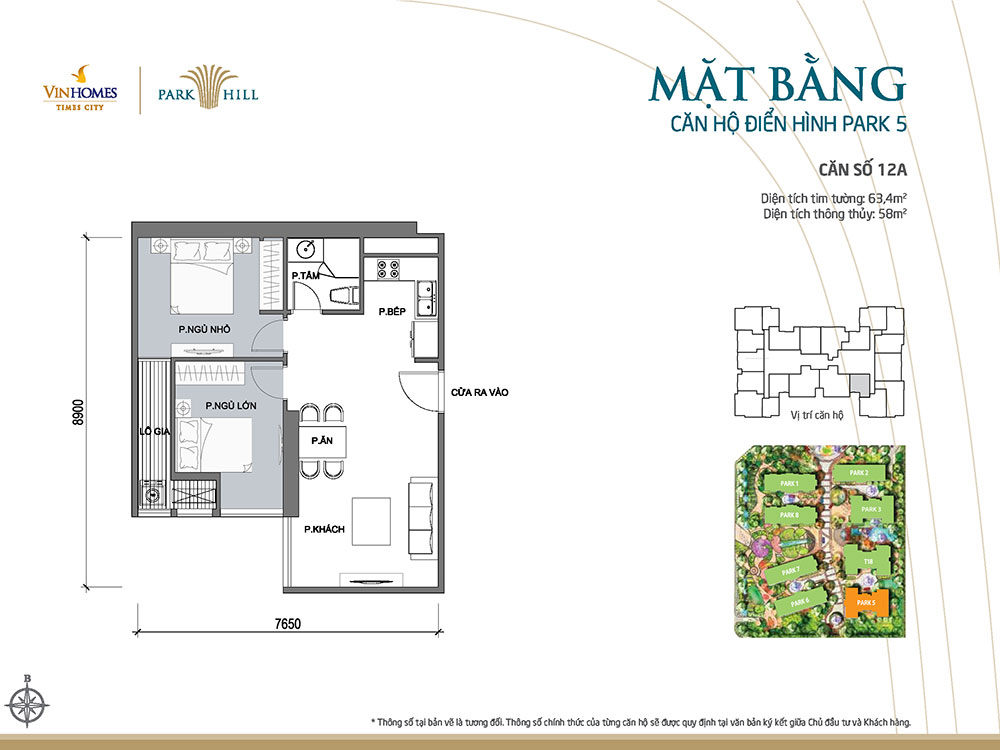 VINHOMES
TIMES CITY
PARK HILL
MẶT BẰNG
CĂN HỘ ĐIỂN HÌNH PARK 5
CĂN SỐ 12A
Diện tích tim tường: 63,4m²
Diện tích thông thủy: 58m²
P.TẮM
P.BẾP
P.NGỦ NHỎ
CỬA RA VÀO
P.NGỦ LỚN
LÔ GIA
P.ĂN
P.KHÁCH
8900
7650
Vị trí căn hộ
PARK 1
PARK 2
PARK 8
PARK 3
PARK 7
T18
PARK 6
PARK 5
B
* Thông số tại bản vẽ là tương đối. Thông số chính thức của từng căn hộ sẽ được quy định tại văn bản ký kết giữa Chủ đầu tư và Khách hàng.